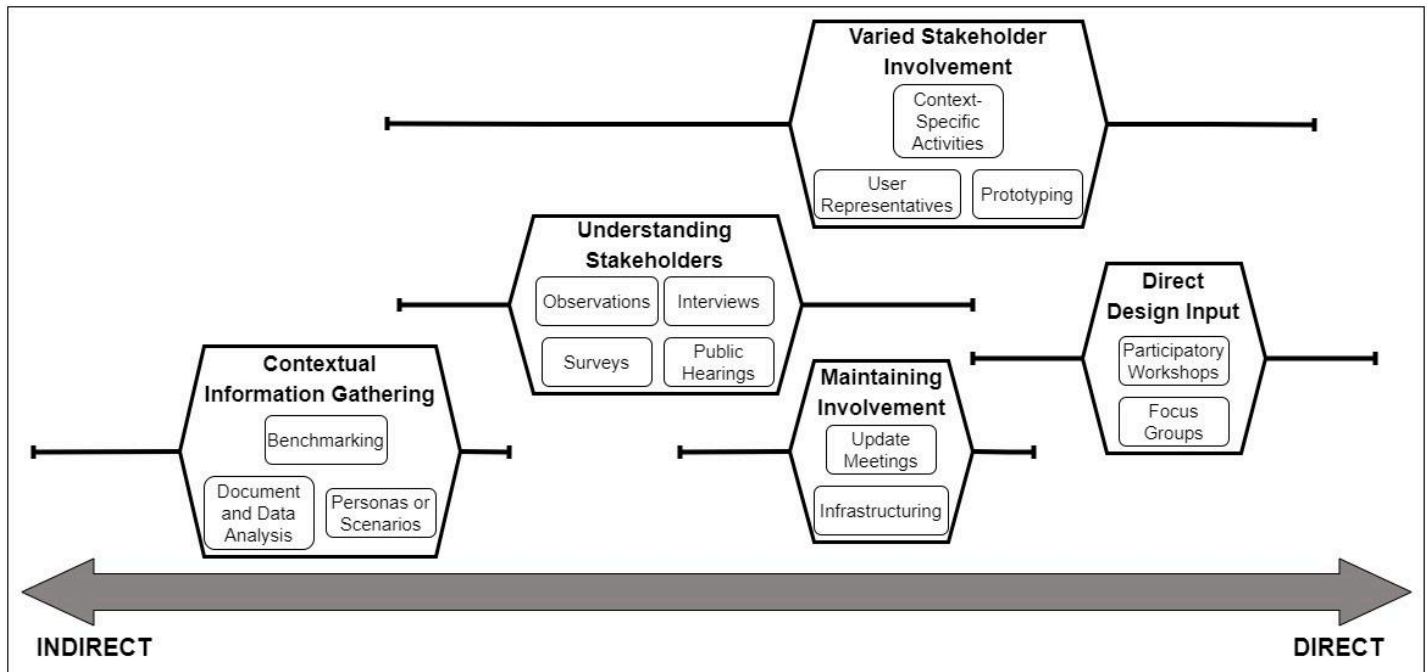 Varied Stakeholder
Involvement
Context-
Specific
Activities
User
Representatives
Prototyping
Understanding
Stakeholders
Observations
Interviews
Surveys
Public
Hearings
Direct
Design Input
Participatory
Workshops
Focus
Groups
Contextual
Information Gathering
Benchmarking
Document
and Data
Analysis
Personas or
Scenarios
Maintaining
Involvement
Update
Meetings
Infrastructuring
INDIRECT
DIRECT